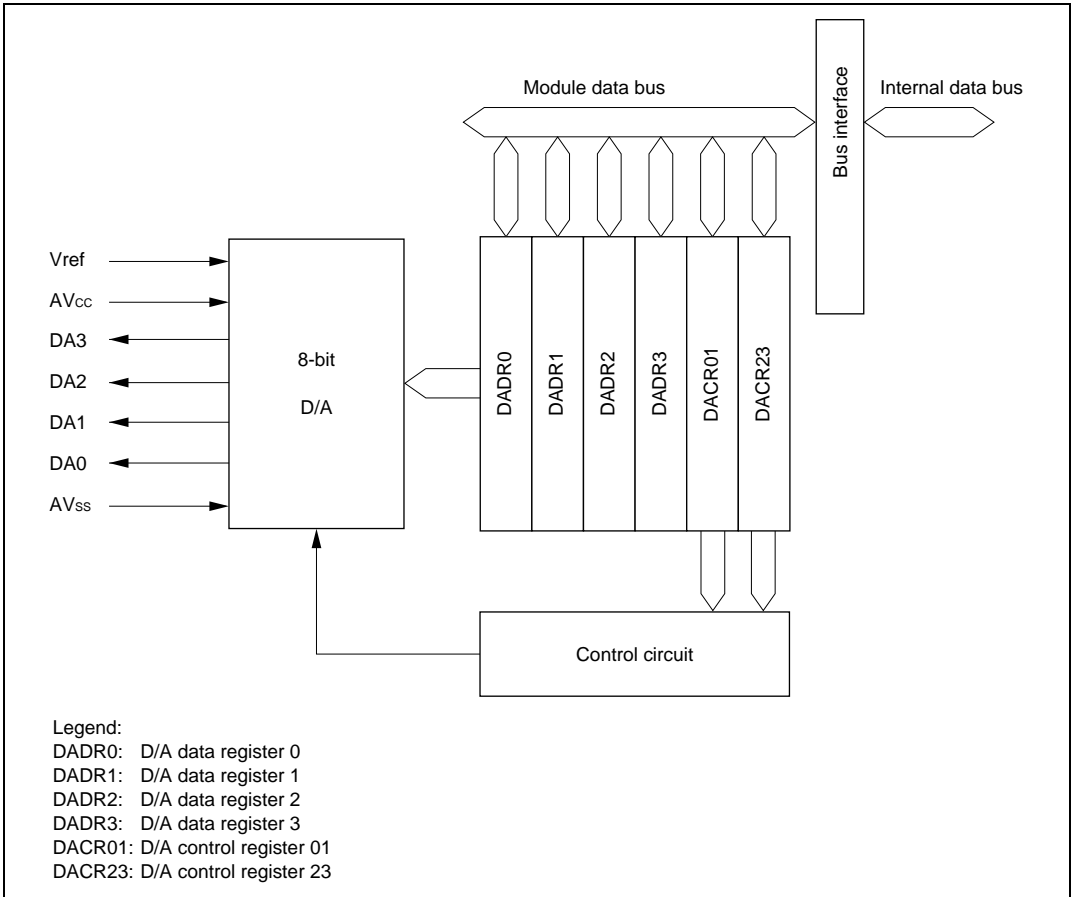 Module data bus
Internal data bus
Bus interface
Vref
AVcc
DA3
DA2
DA1
DA0
AVss
8-bit
D/A
DADR0
DADR1
DADR2
DADR3
DACR01
DACR23
Control circuit
Legend:
DADR0: D/A data register 0
DADR1: D/A data register 1
DADR2: D/A data register 2
DADR3: D/A data register 3
DACR01: D/A control register 01
DACR23: D/A control register 23